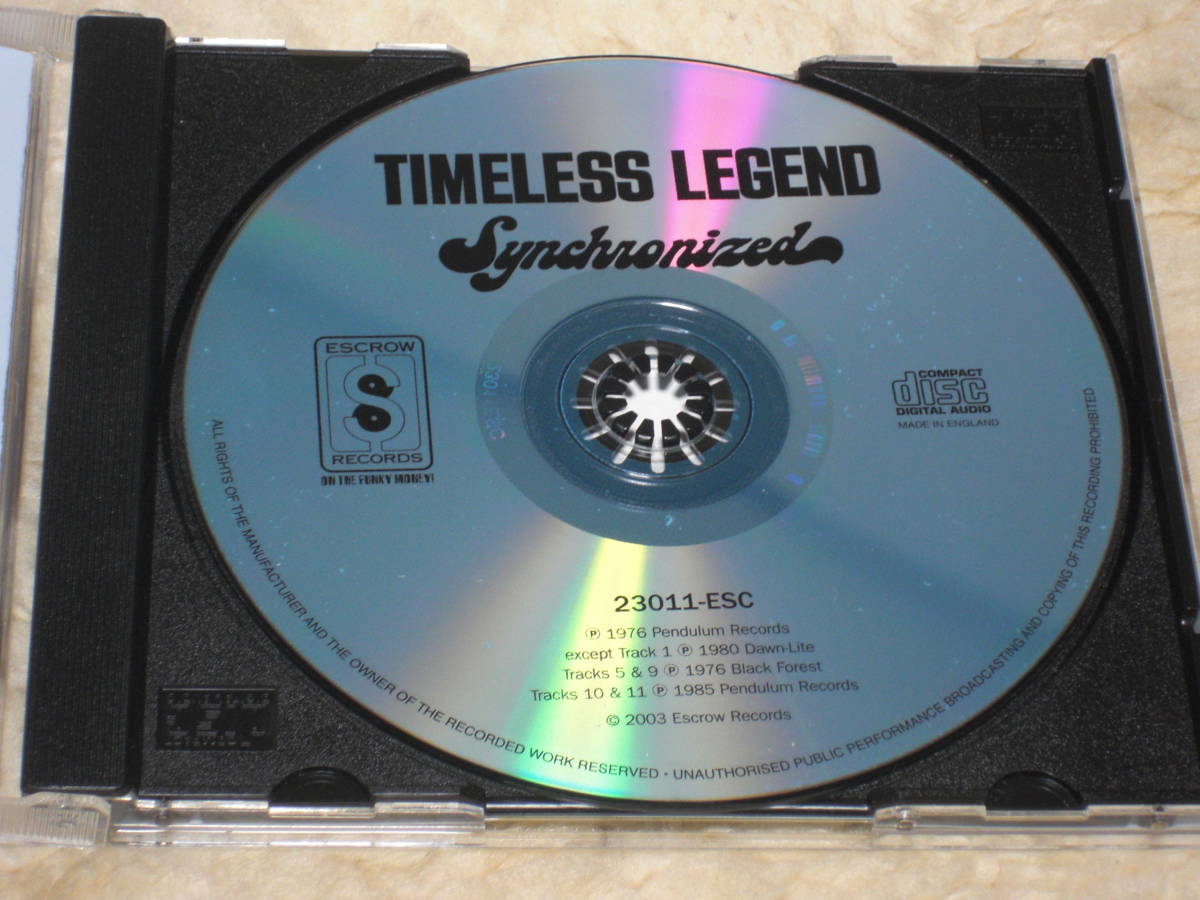 TIMELESS LEGEND
Synchronized
ESCROW
RECORDS
ON THE FUNKY MONEY!
COMPACT
disc
DIGITAL AUDIO
MADE IN ENGLAND
23011-ESC
℗ 1976 Pendulum Records
except Track 1 ℗ 1980 Dawn-Lite
Tracks 5 & 9 ℗ 1976 Black Forest
Tracks 10 & 11 ℗ 1985 Pendulum Records
© 2003 Escrow Records
ALL RIGHTS OF THE MANUFACTURER AND THE OWNER OF THE RECORDED WORK RESERVED · UNAUTHORISED PUBLIC PERFORMANCE BROADCASTING AND COPYING OF THIS RECORDING PROHIBITED